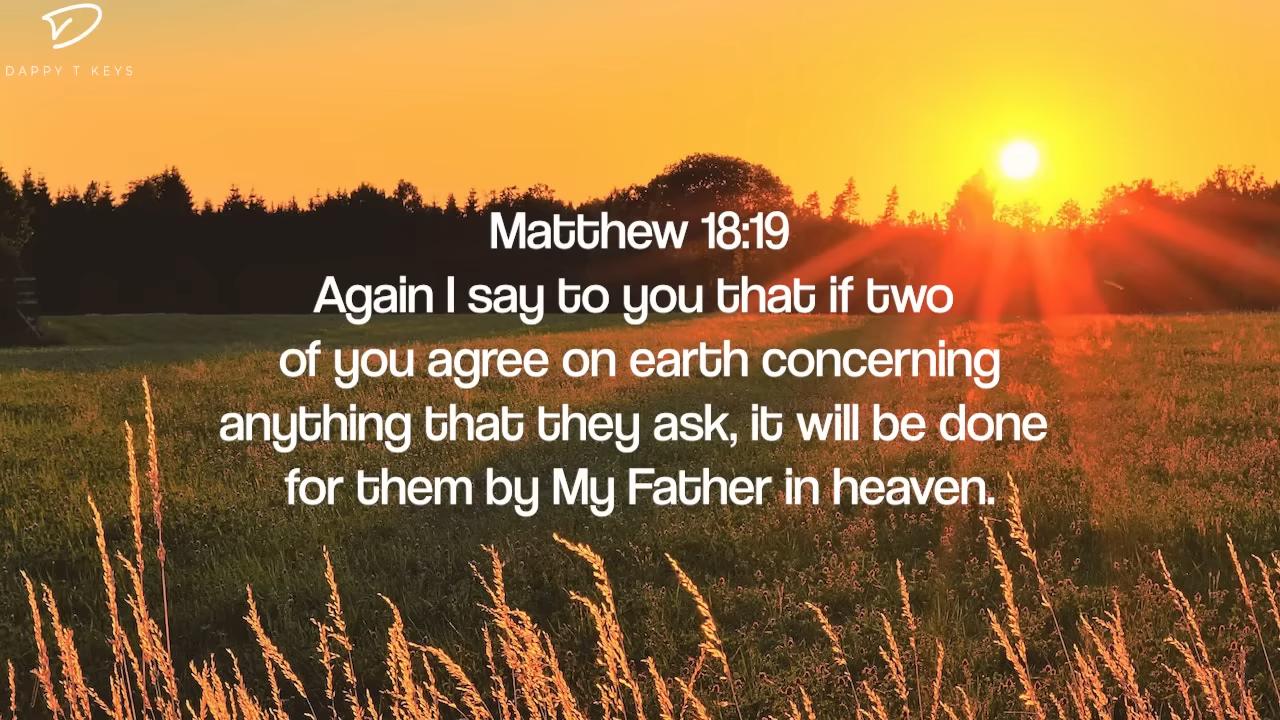 DAPPY T KEYS
Matthew 18:19
Again I say to you that if two
of you agree on earth concerning
anything that they ask, it will be done
for them by My Father in heaven.